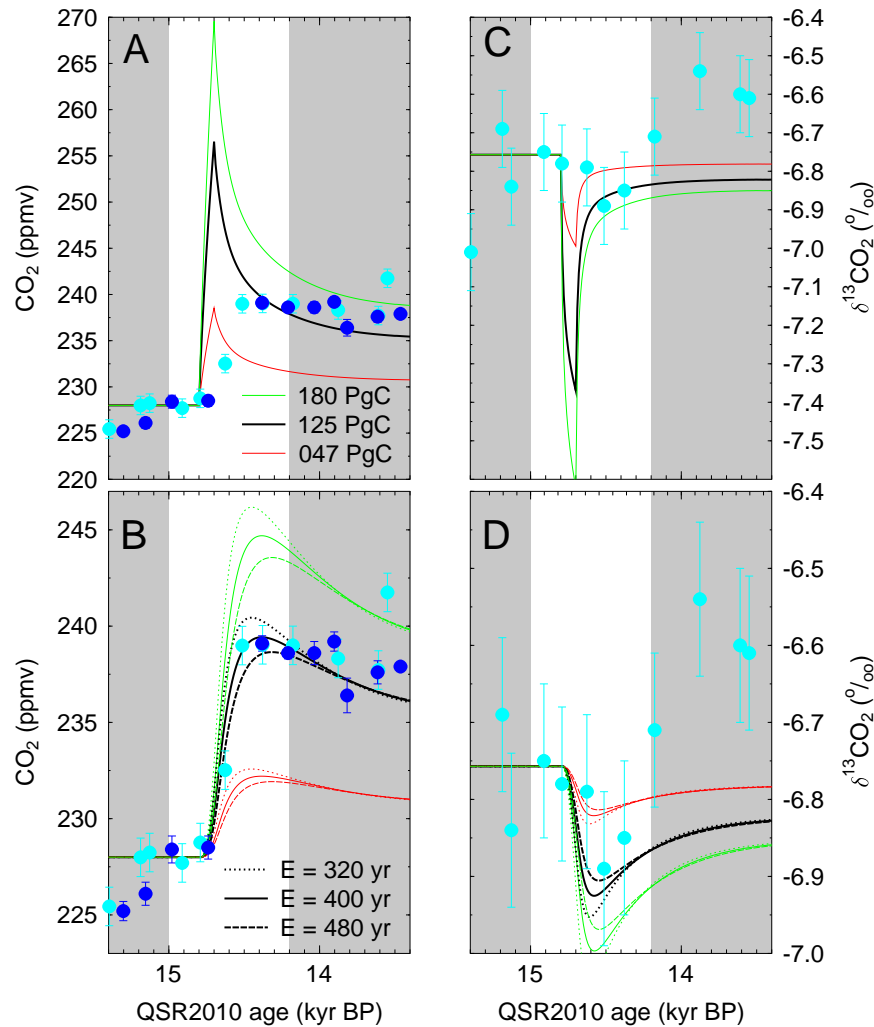 A
CO₂ (ppmv)
270
265
260
255
250
245
240
235
230
225
220
180 PgC
125 PgC
047 PgC
C
-6.4
-6.5
-6.6
-6.7
-6.8
-6.9
-7.0
-7.1
-7.2
-7.3
-7.4
-7.5
δ¹³CO₂ (⁰/₀₀)
B
CO₂ (ppmv)
245
240
235
230
225
E = 320 yr
E = 400 yr
E = 480 yr
15 14
QSR2010 age (kyr BP)
D
-6.4
-6.5
-6.6
-6.7
-6.8
-6.9
-7.0
δ¹³CO₂ (⁰/₀₀)
15 14
QSR2010 age (kyr BP)